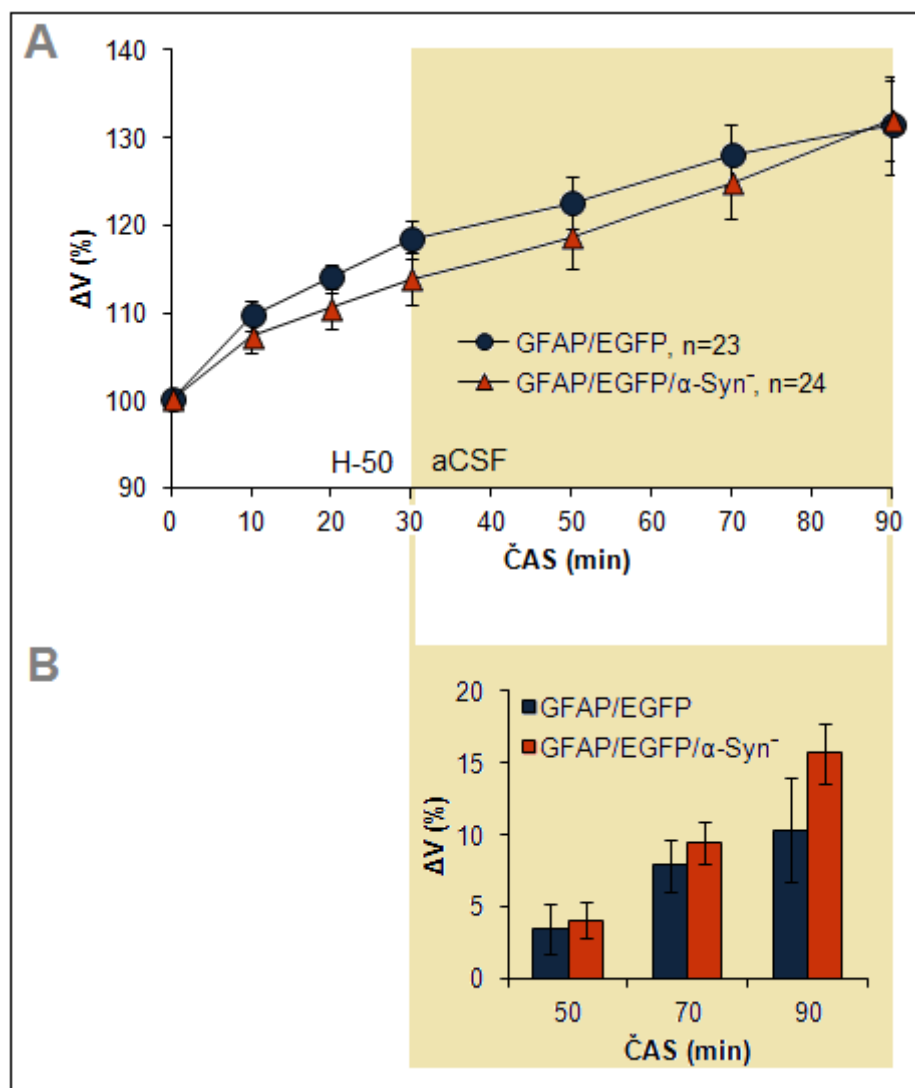 A
140
130
120
110
100
90
ΔV (%)
GFAP/EGFP, n=23
GFAP/EGFP/α-Syn⁻, n=24
H-50 aCSF
0 10 20 30 40 50 60 70 80 90
ČAS (min)
B
20
15
10
5
0
ΔV (%)
GFAP/EGFP
GFAP/EGFP/α-Syn⁻
50 70 90
ČAS (min)